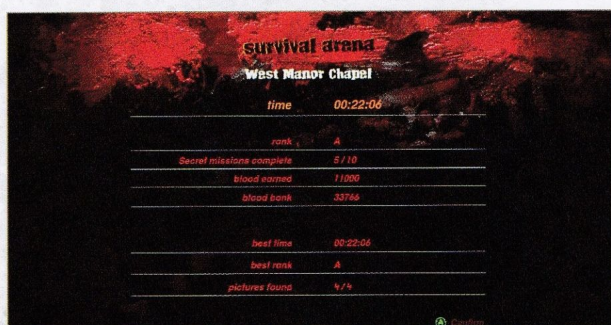 survival arena
West Manor Chapel
time 00:22:06
rank A
Secret missions complete 5/10
blood earned 11000
blood bank 33766
best time 00:22:06
best rank A
pictures found 4/4
A